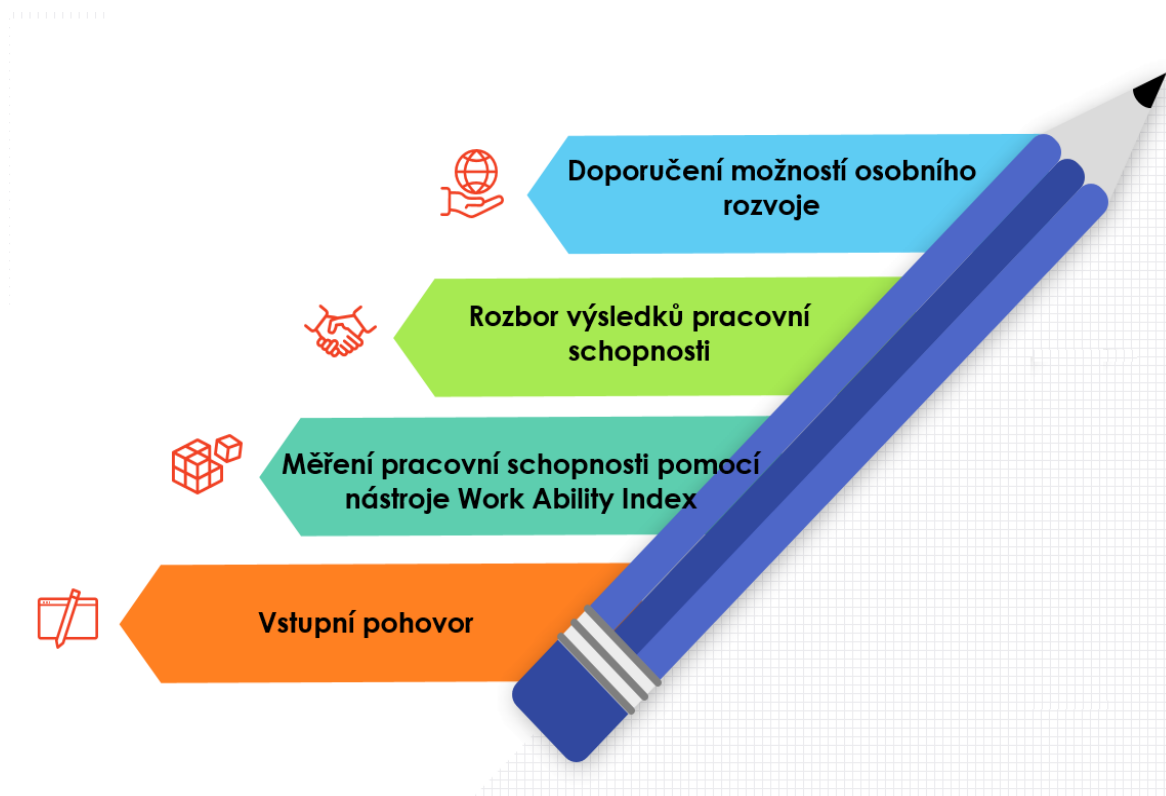 Doporučení možností osobního
rozvoje
Rozbor výsledků pracovní
schopnosti
Měření pracovní schopnosti pomocí
nástroje Work Ability Index
Vstupní pohovor